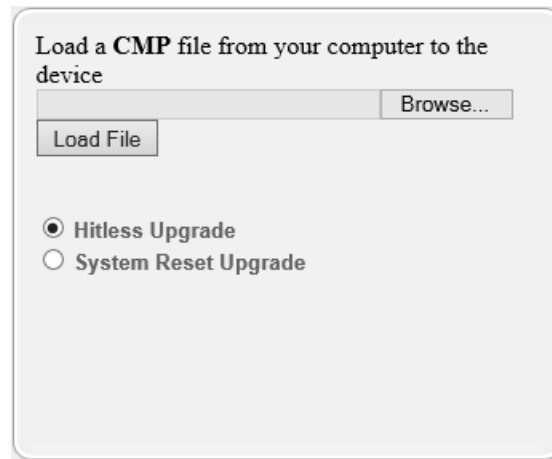 Load a CMP file from your computer to the
device
Browse...
Load File
Hitless Upgrade
System Reset Upgrade